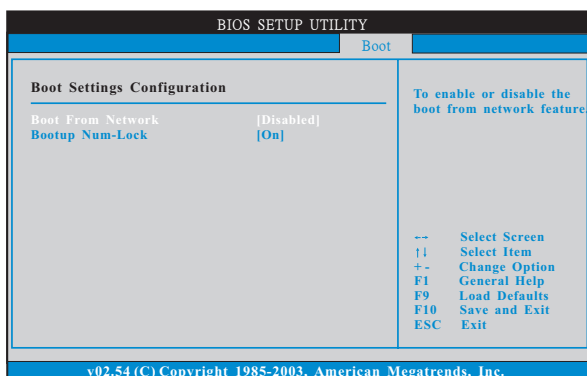 BIOS SETUP UTILITY
Boot
Boot Settings Configuration
Boot From Network [Disabled]
Bootup Num-Lock [On]
To enable or disable the
boot from network feature.
←→ Select Screen
↑↓ Select Item
+ - Change Option
F1 General Help
F9 Load Defaults
F10 Save and Exit
ESC Exit
v02.54 (C) Copyright 1985-2003, American Megatrends, Inc.